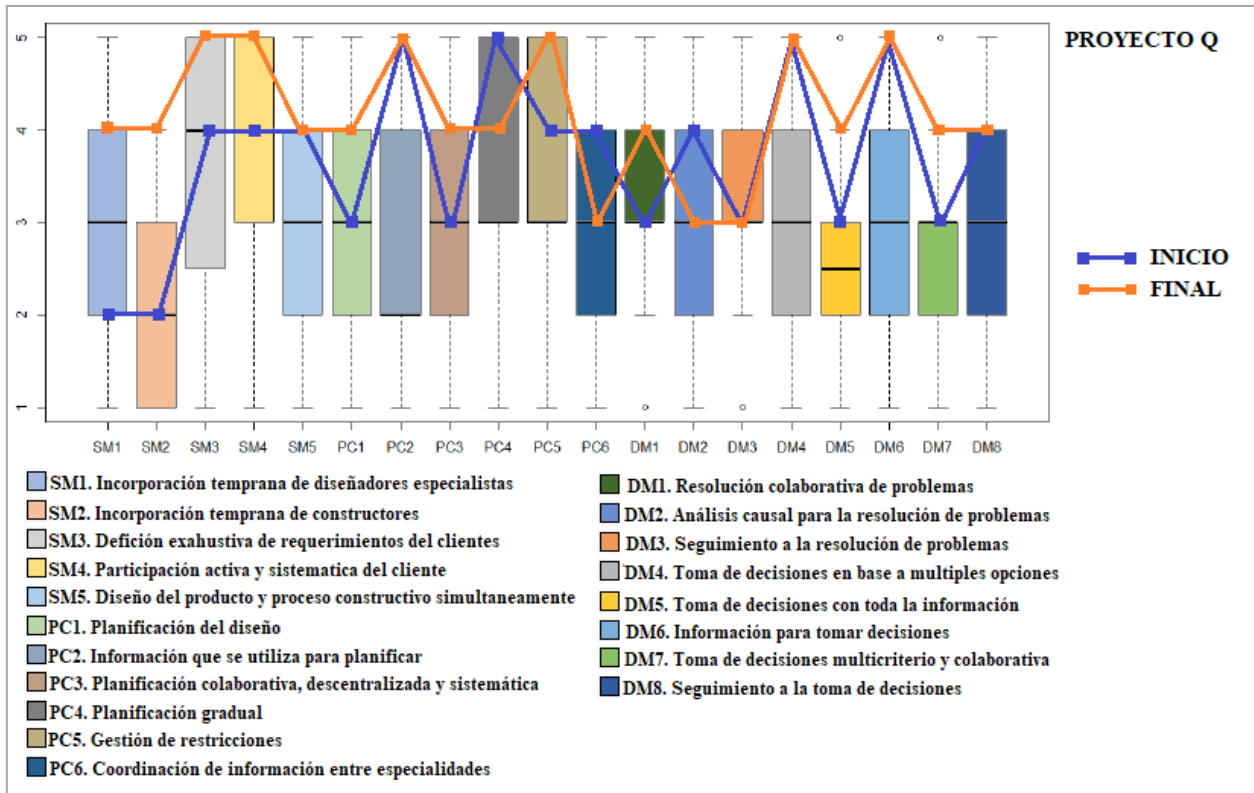 PROYECTO Q
5
4
3
2
1
INICIO
FINAL
SM1 SM2 SM3 SM4 SM5 PC1 PC2 PC3 PC4 PC5 PC6 DM1 DM2 DM3 DM4 DM5 DM6 DM7 DM8
SM1. Incorporación temprana de diseñadores especialistas
SM2. Incorporación temprana de constructores
SM3. Defición exahustiva de requerimientos del clientes
SM4. Participación activa y sistematica del cliente
SM5. Diseño del producto y proceso constructivo simultaneamente
PC1. Planificación del diseño
PC2. Información que se utiliza para planificar
PC3. Planificación colaborativa, descentralizada y sistemática
PC4. Planificación gradual
PC5. Gestión de restricciones
PC6. Coordinación de información entre especialidades
DM1. Resolución colaborativa de problemas
DM2. Análisis causal para la resolución de problemas
DM3. Seguimiento a la resolución de problemas
DM4. Toma de decisiones en base a multiples opciones
DM5. Toma de decisiones con toda la información
DM6. Información para tomar decisiones
DM7. Toma de decisiones multicriterio y colaborativa
DM8. Seguimiento a la toma de decisiones